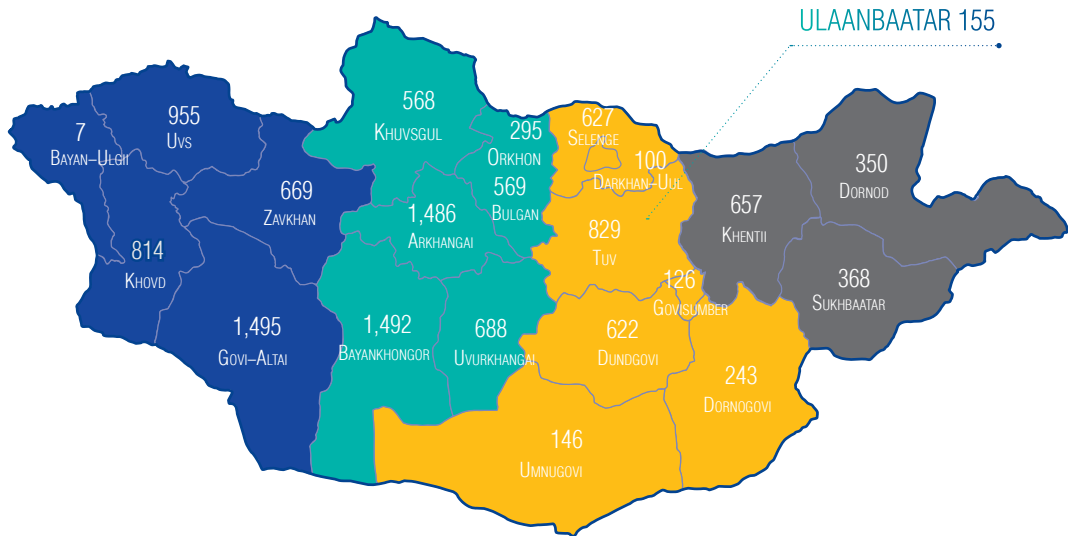 ULAANBAATAR 155
955
UVS
7
BAYAN–ULGII
669
ZAVKHAN
814
KHOVD
1,495
GOVI–ALTAI
568
KHUVSGUL
295
ORKHON
569
BULGAN
1,486
ARKHANGAI
1,492
BAYANKHONGOR
688
UVURKHANGAI
627
SELENGE
100
DARKHAN–UUL
829
TUV
126
GOVISUMBER
622
DUNDGOVI
243
DORNOGOVI
146
UMNUGOVI
657
KHENTII
350
DORNOD
368
SUKHBAATAR